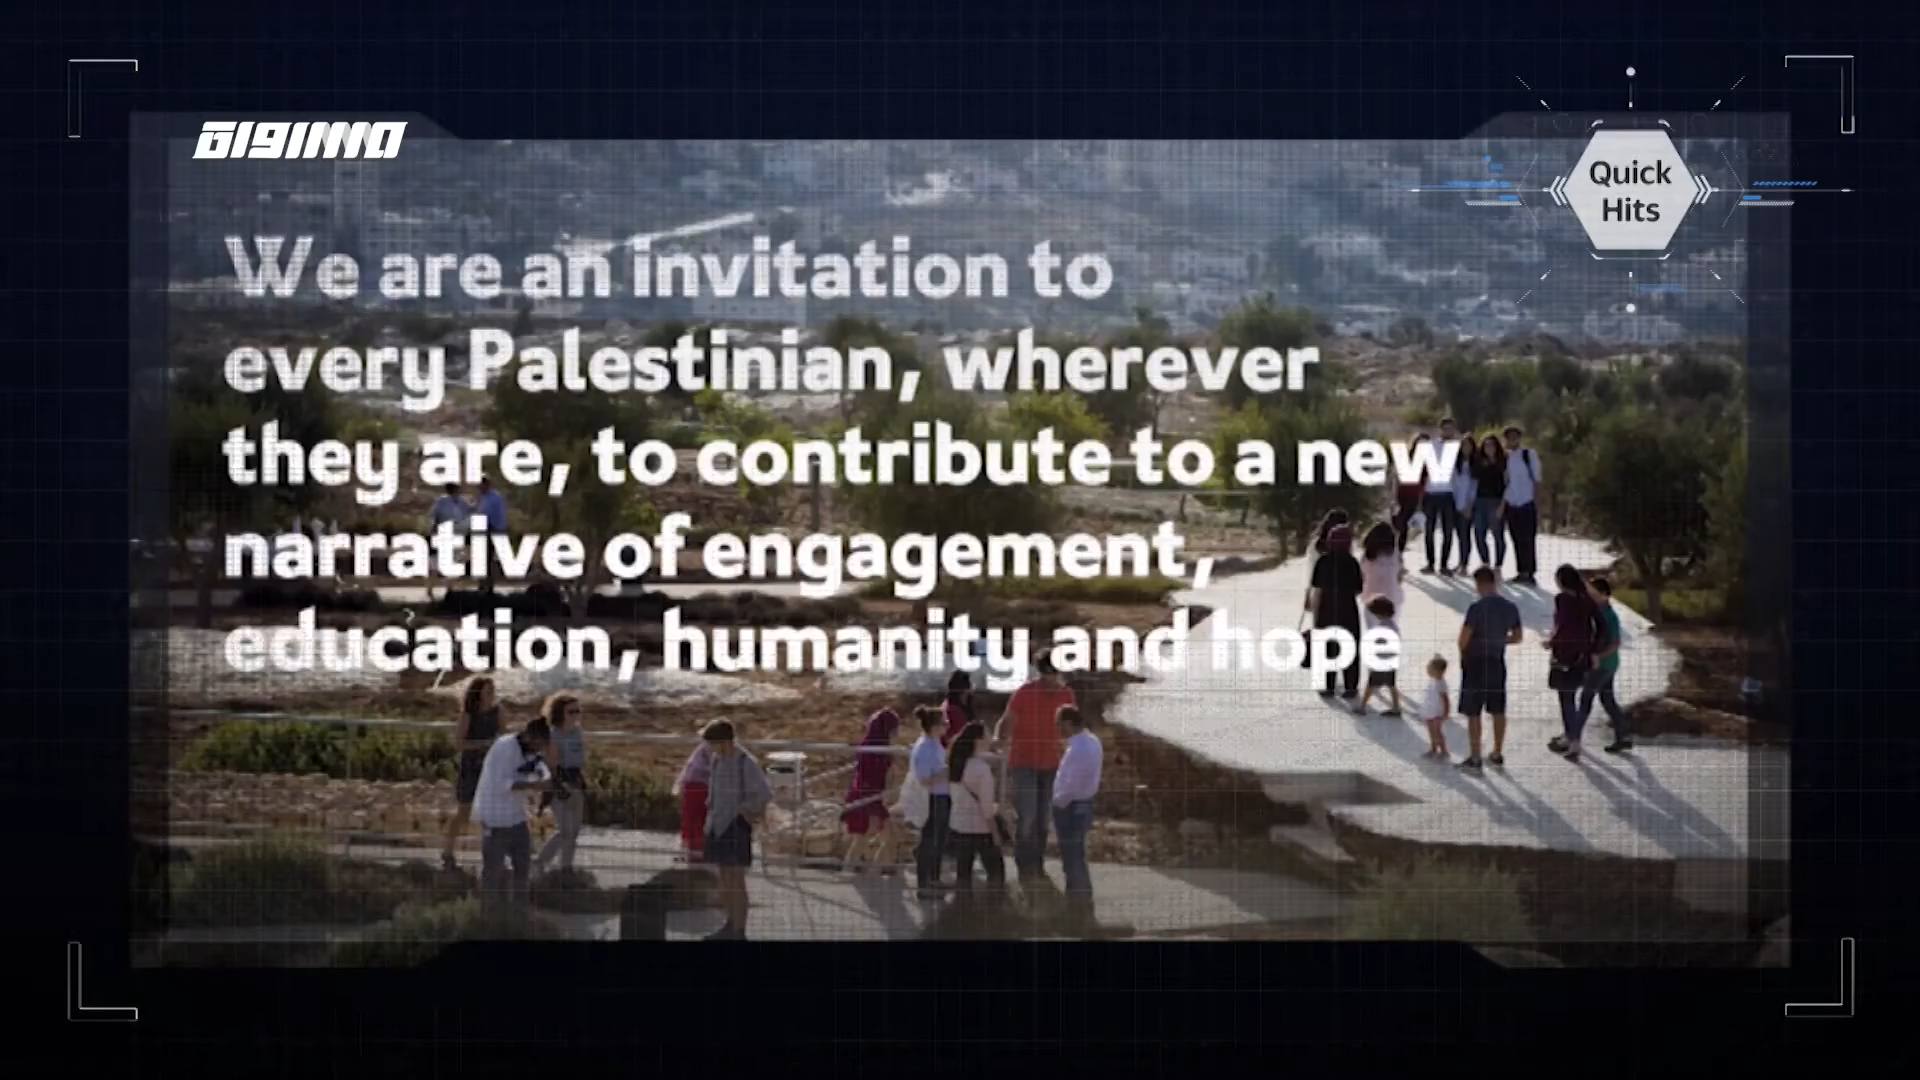 DIGIMA
Quick
Hits
We are an invitation to
every Palestinian, wherever
they are, to contribute to a new
narrative of engagement,
education, humanity and hope